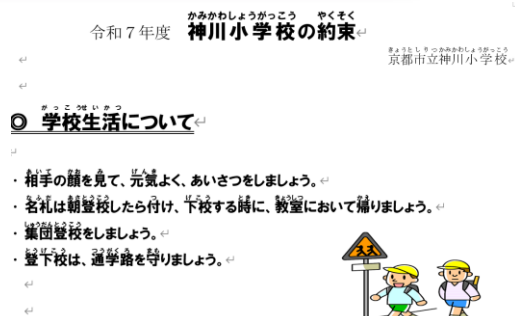 令和７年度　神川小学校の約束
京都市立神川小学校
◎　学校生活について
・ 相手の顔を見て、元気よく、あいさつをしましょう。
・ 名札は朝登校したら付け、下校する時に、教室において帰りましょう。
・ 集団登校をしましょう。
・ 登下校は、通学路を守りましょう。